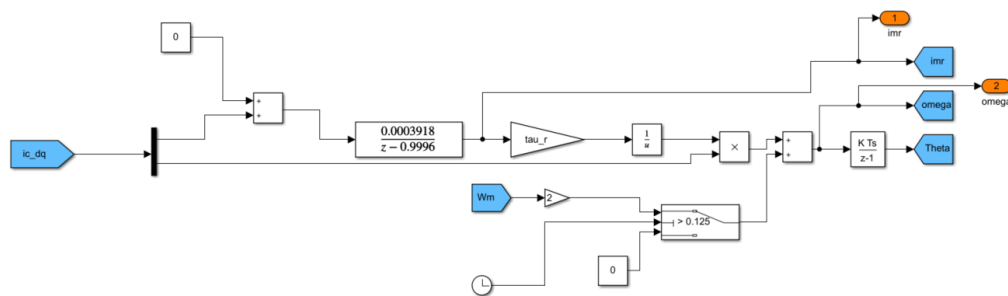 1
imr
0
imr
+
+
2
omega
omega
0.0003918
z − 0.9996
tau_r
1
u
×
+
+
K Ts
z-1
Theta
ic_dq
Wm
2
> 0.125
0